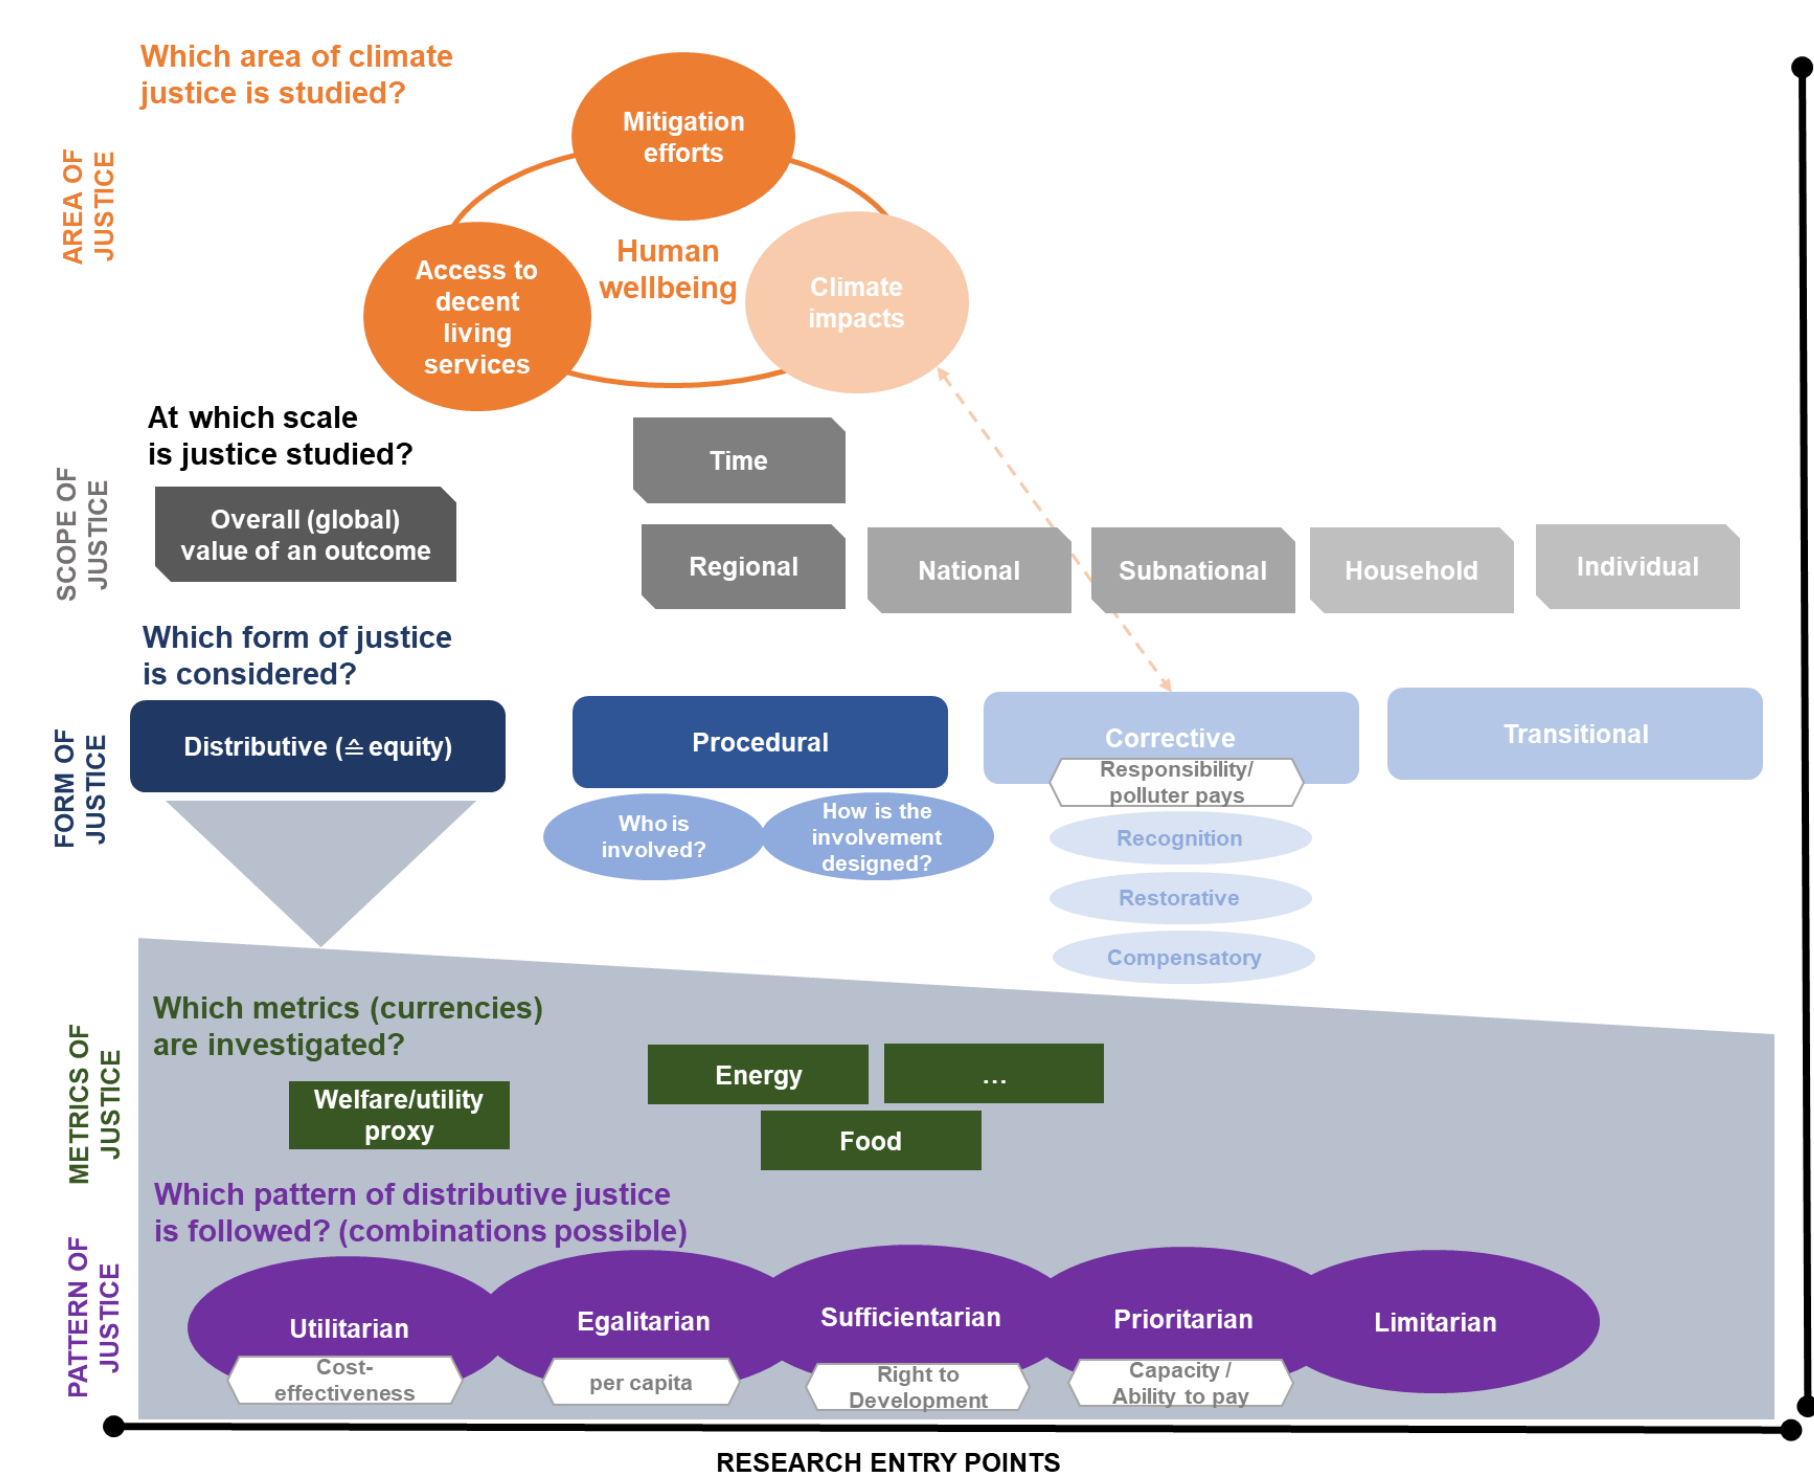 Which area of climate
justice is studied?
AREA OF
JUSTICE
Mitigation
efforts
Human
wellbeing
Access to
decent
living
services
Climate
impacts
At which scale
is justice studied?
SCOPE OF
JUSTICE
Overall (global)
value of an outcome
Time
Regional
National
Subnational
Household
Individual
Which form of justice
is considered?
FORM OF
JUSTICE
Distributive (≙ equity)
Procedural
Who is
involved?
How is the
involvement
designed?
Corrective
Responsibility/
polluter pays
Recognition
Restorative
Compensatory
Transitional
METRICS OF
JUSTICE
Which metrics (currencies)
are investigated?
Welfare/utility
proxy
Energy
...
Food
PATTERN OF
JUSTICE
Which pattern of distributive justice
is followed? (combinations possible)
Utilitarian
Cost-
effectiveness
Egalitarian
per capita
Sufficientarian
Right to
Development
Prioritarian
Capacity /
Ability to pay
Limitarian
RESEARCH ENTRY POINTS